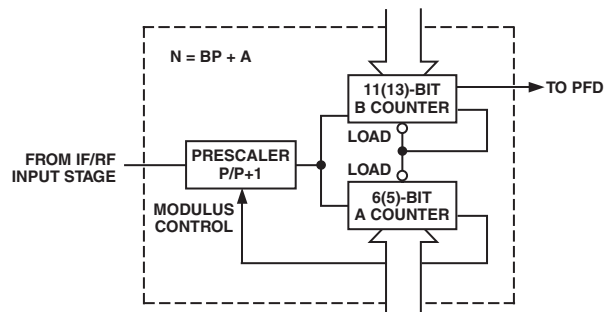 N = BP + A
11(13)-BIT
B COUNTER
TO PFD
LOAD
FROM IF/RF
INPUT STAGE
PRESCALER
P/P+1
LOAD
MODULUS
CONTROL
6(5)-BIT
A COUNTER